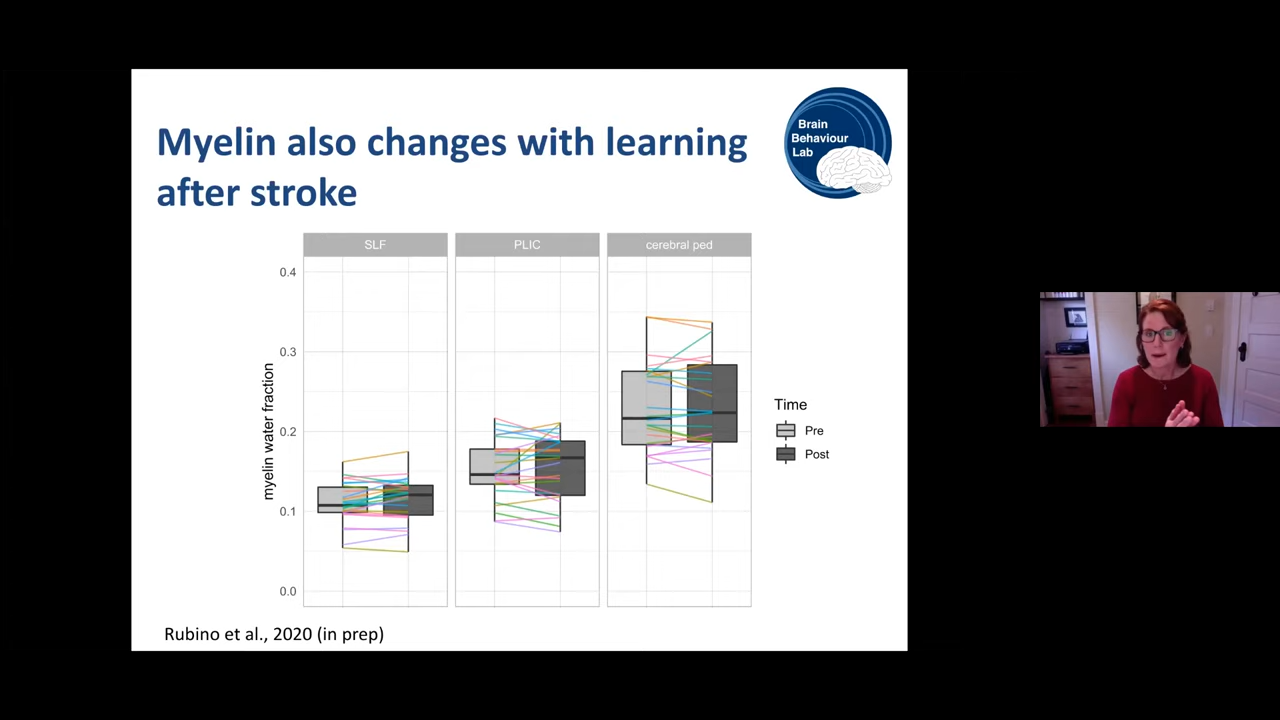 Myelin also changes with learning
after stroke
Brain
Behaviour
Lab
SLF
PLIC
cerebral ped
myelin water fraction
0.4
0.3
0.2
0.1
0.0
Time
Pre
Post
Rubino et al., 2020 (in prep)